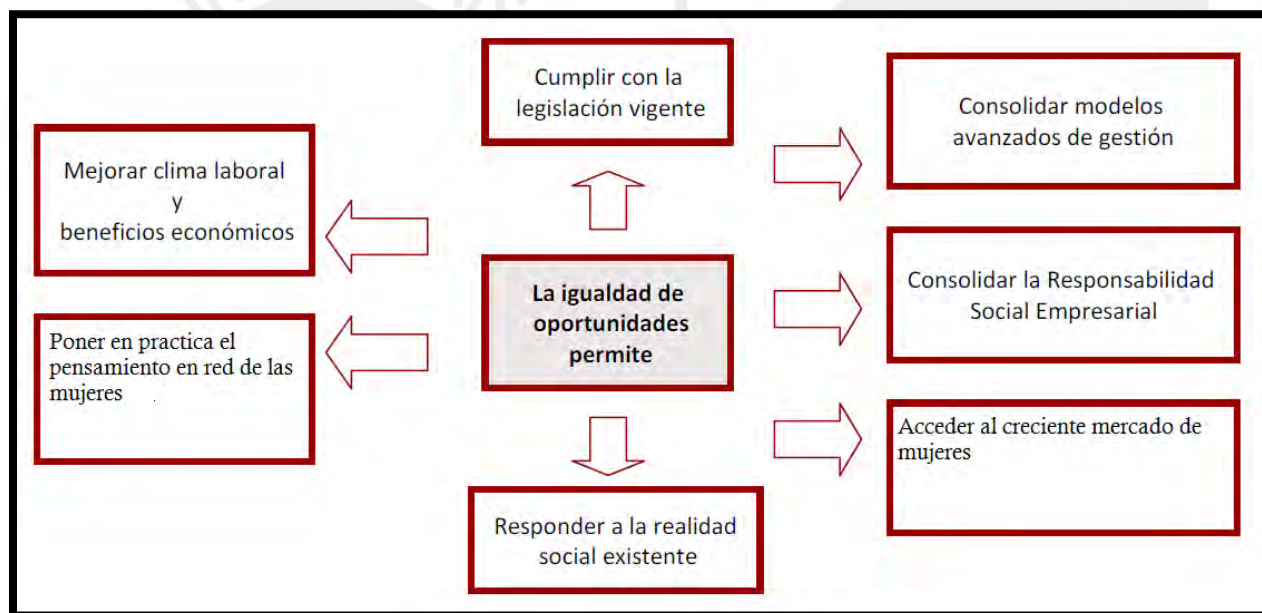 Cumplir con la
legislación vigente
Consolidar modelos
avanzados de gestión
Mejorar clima laboral
y
beneficios económicos
La igualdad de
oportunidades
permite
Consolidar la Responsabilidad
Social Empresarial
Poner en practica el
pensamiento en red de las
mujeres
.
Acceder al creciente mercado de
mujeres
Responder a la realidad
social existente